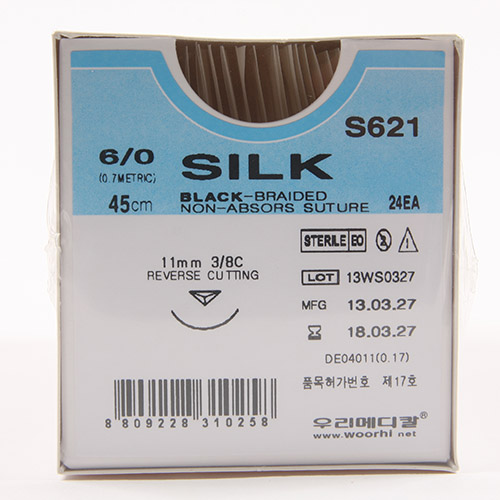 S621
6/0 SILK
(0.7METRIC)
45cm BLACK-BRAIDED
NON-ABSORS SUTURE 24EA
STERILE EO
11mm 3/8C
REVERSE CUTTING
LOT 13WS0327
MFG 13.03.27
18.03.27
DE04011(0.17)
품목허가번호 제17호
8 809228 310258
우리메디칼®
www.woorhi.net